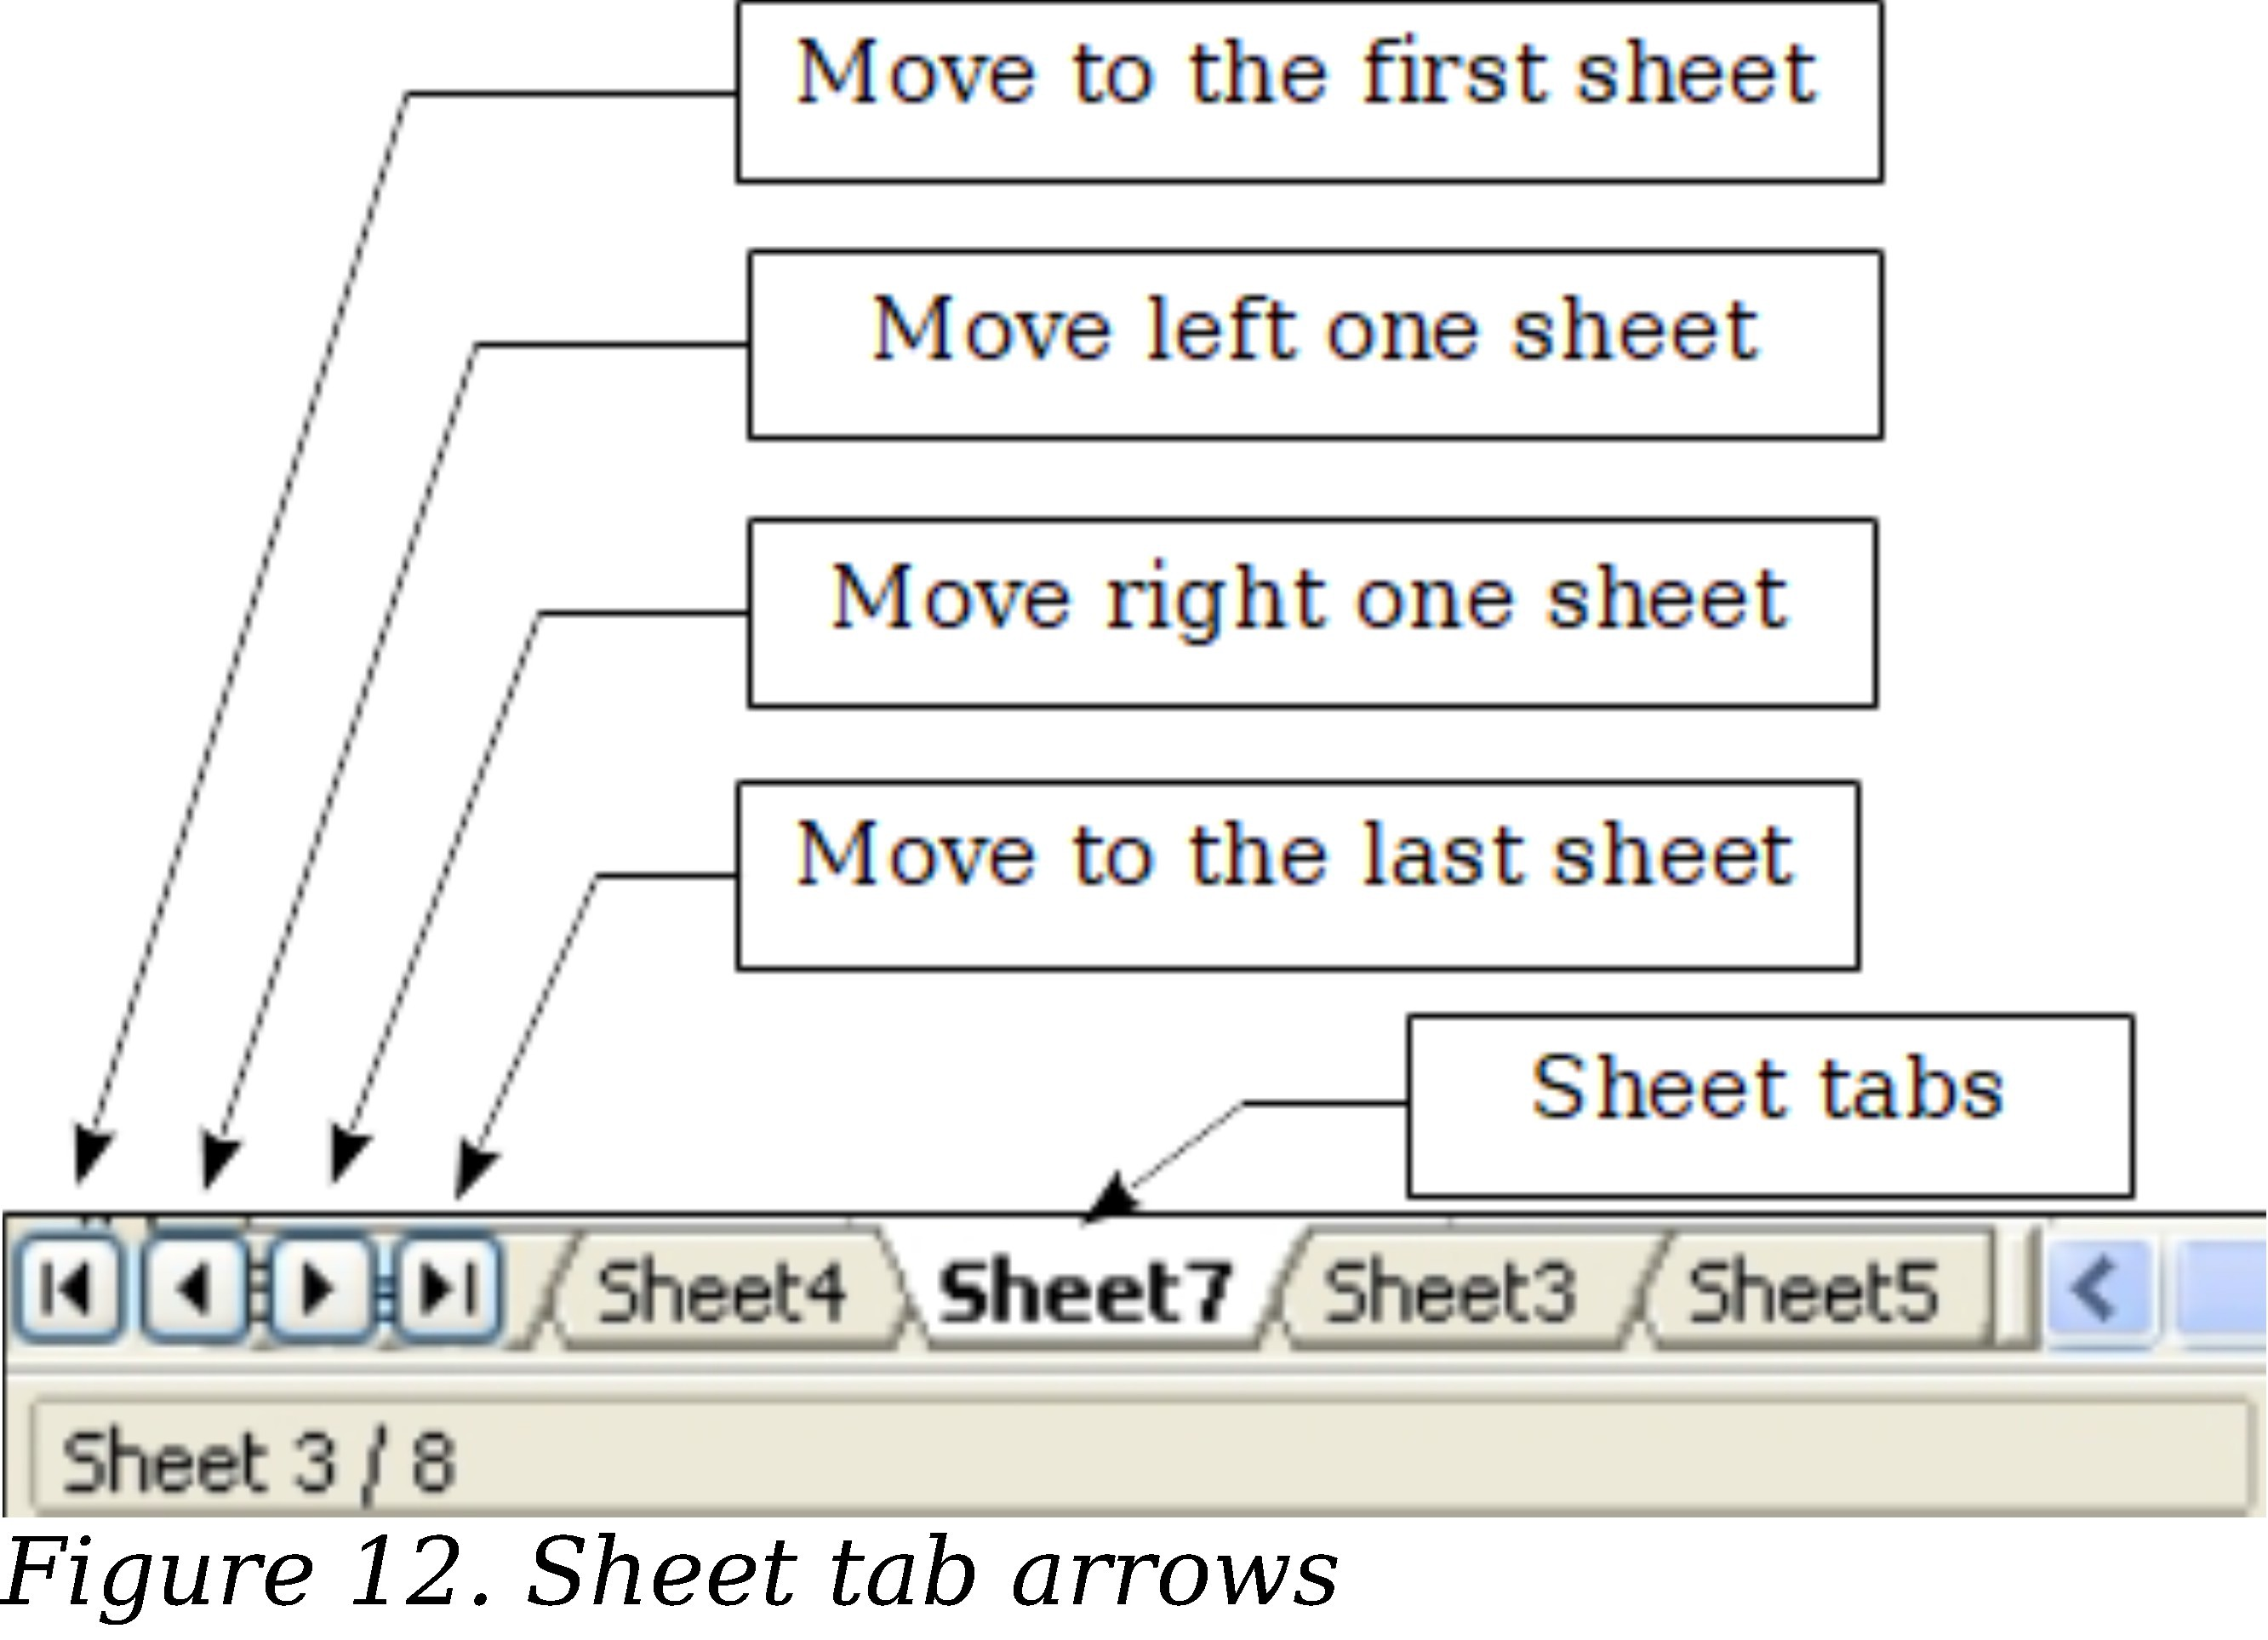 Move to the first sheet
Move left one sheet
Move right one sheet
Move to the last sheet
Sheet tabs
Sheet4 Sheet7 Sheet3 Sheet5
Sheet 3 / 8
Figure 12. Sheet tab arrows